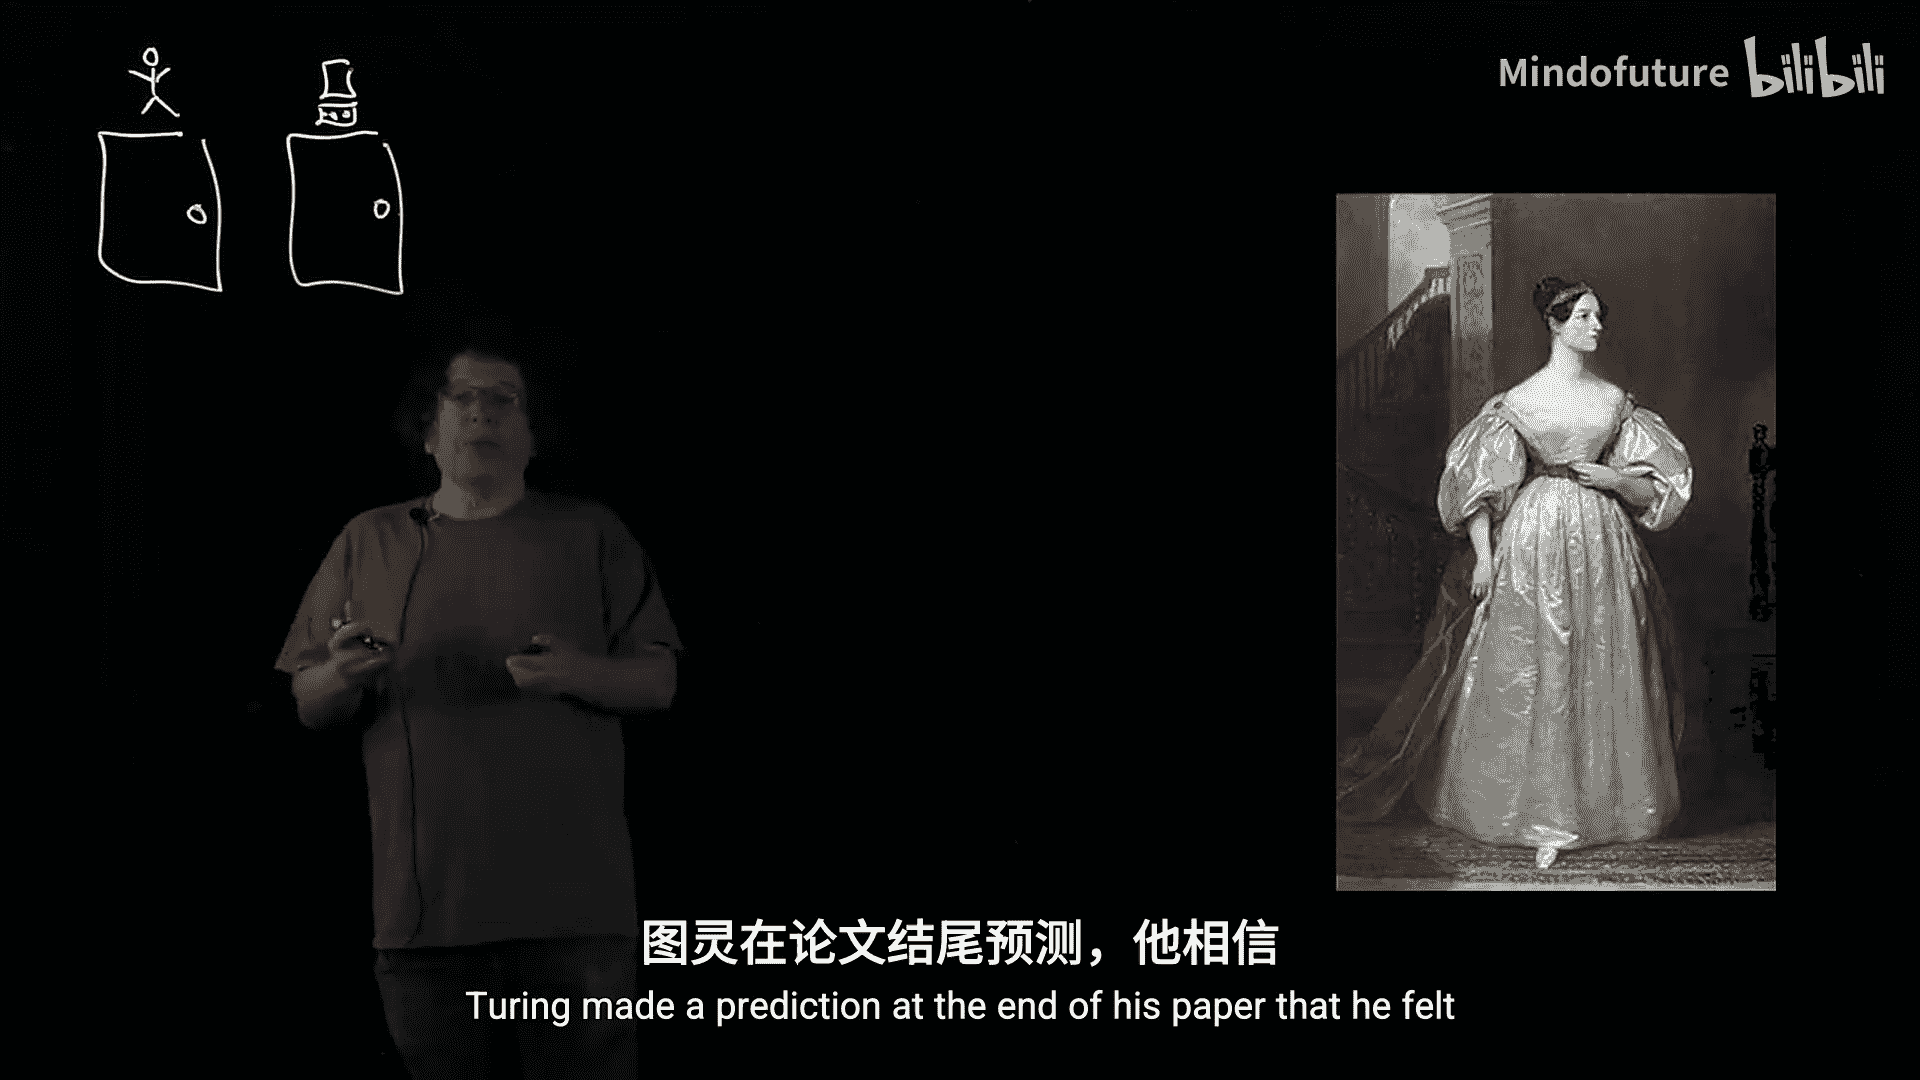 Mindofuture bilibili
图灵在论文结尾预测，他相信
Turing made a prediction at the end of his paper that he felt